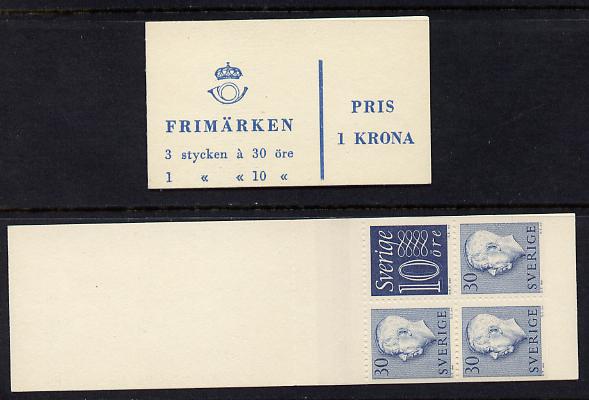 FRIMÄRKEN
3 stycken à 30 öre
1 « « 10 «
PRIS
1 KRONA
Sverige
10
öre
30
SVERIGE
30
SVERIGE
30
SVERIGE